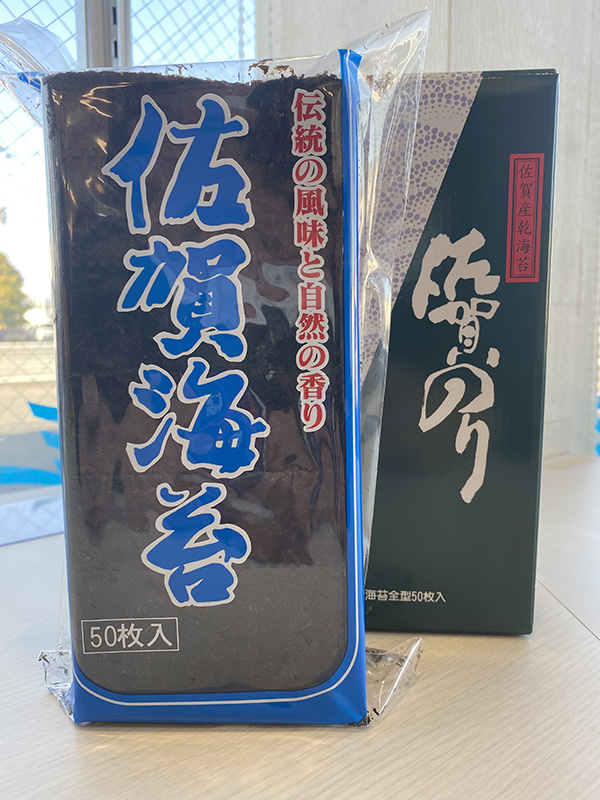 伝統の風味と自然の香り
佐賀海苔
50枚入
佐賀産乾海苔
佐賀のり
海苔全型50枚入